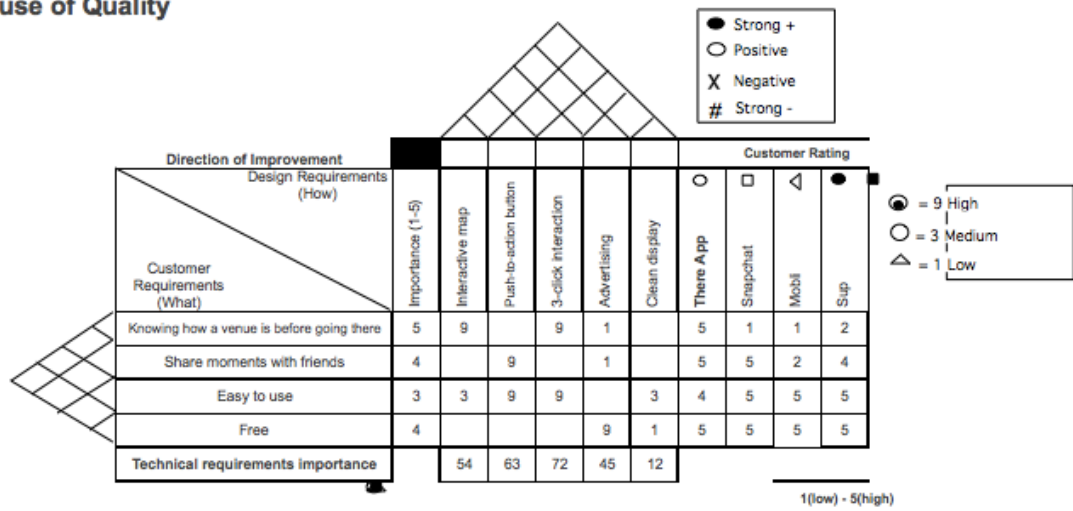 use of Quality
Strong +
Positive
X Negative
# Strong -
Direction of Improvement
Customer Rating
Design Requirements
(How)
Customer
Requirements
(What)
Importance (1-5)
Interactive map
Push-to-action button
3-click interaction
Advertising
Clean display
There App
Snapchat
Mobli
Sup
= 9 High
= 3 Medium
= 1 Low
Knowing how a venue is before going there 5 9 9 1 5 1 1 2
Share moments with friends 4 9 1 5 5 2 4
Easy to use 3 3 9 9 3 4 5 5 5
Free 4 9 1 5 5 5 5
Technical requirements importance 54 63 72 45 12
1(low) - 5(high)